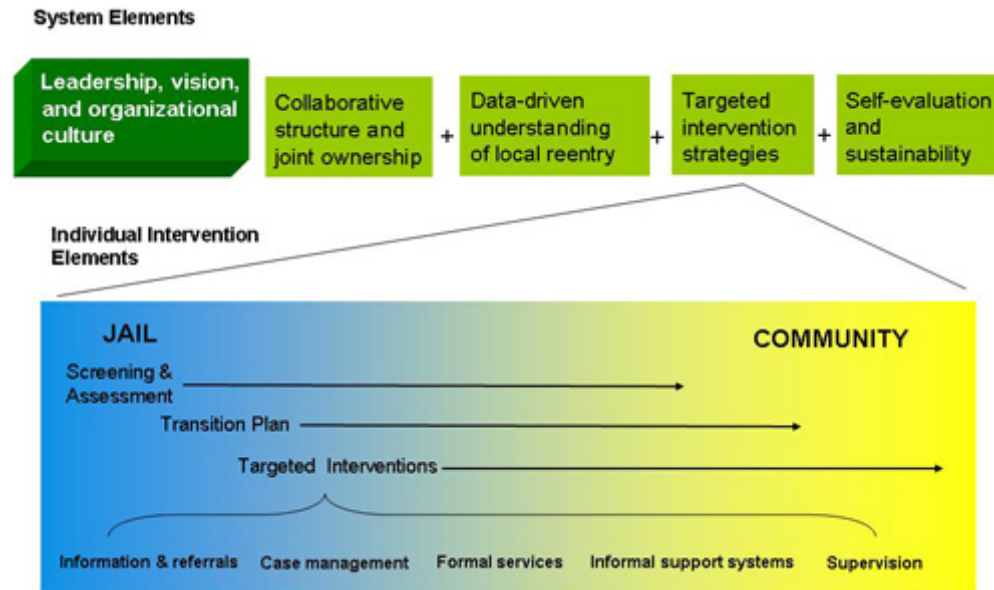 System Elements
Leadership, vision,
and organizational
culture
Collaborative
structure and
joint ownership
+
Data-driven
understanding
of local reentry
+
Targeted
intervention
strategies
+
Self-evaluation
and
sustainability
Individual Intervention
Elements
JAIL
COMMUNITY
Screening &
Assessment
Transition Plan
Targeted Interventions
Information & referrals
Case management
Formal services
Informal support systems
Supervision